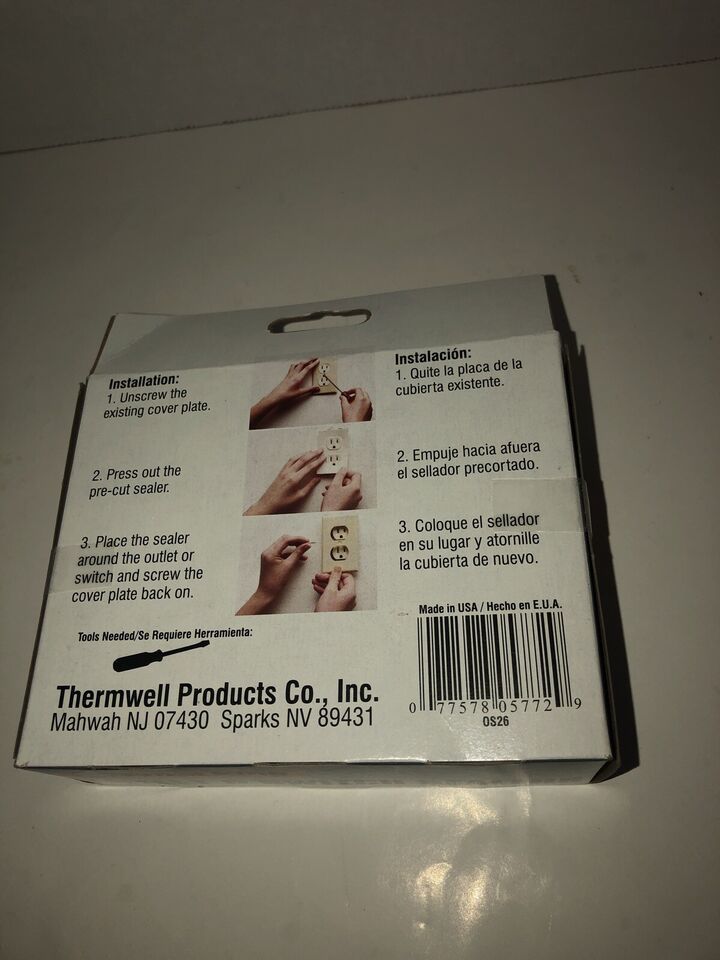 Installation:
1. Unscrew the
existing cover plate.
2. Press out the
pre-cut sealer.
3. Place the sealer
around the outlet or
switch and screw the
cover plate back on.
Instalación:
1. Quite la placa de la
cubierta existente.
2. Empuje hacia afuera
el sellador precortado.
3. Coloque el sellador
en su lugar y atornille
la cubierta de nuevo.
Tools Needed/Se Requiere Herramienta:
Thermwell Products Co., Inc.
Mahwah NJ 07430 Sparks NV 89431
Made in USA / Hecho en E.U.A.
0 77578 05772 9
OS26